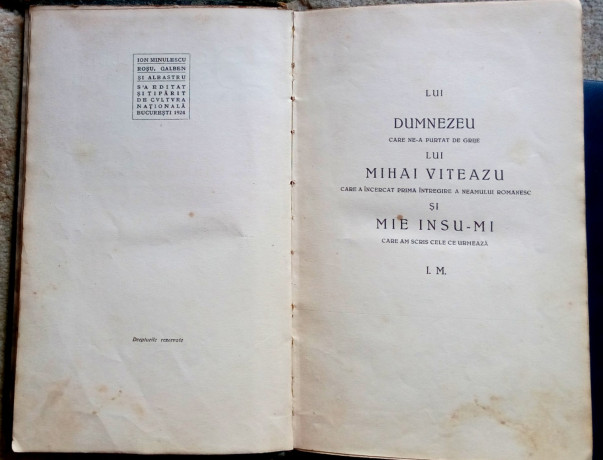 ION MINULESCU
ROȘU, GALBEN
ȘI ALBASTRU
S'A EDITAT
ȘI TIPĂRIT
DE CVLTVRA
NAȚIONALĂ
BUCUREȘTI 1924
Drepturile rezervate
LUI
DUMNEZEU
CARE NE-A PURTAT DE GRIJE
LUI
MIHAI VITEAZU
CARE A ÎNCERCAT PRIMA ÎNTREGIRE A NEAMULUI ROMANESC
ȘI
MIE INSU-MI
CARE AM SCRIS CELE CE URMEAZĂ
I. M.